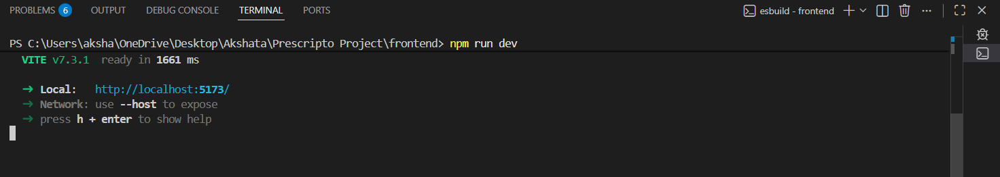 PROBLEMS 6 OUTPUT DEBUG CONSOLE TERMINAL PORTS esbuild - frontend
PS C:\Users\aksha\OneDrive\Desktop\Akshata\Prescripto Project\frontend> npm run dev
VITE v7.3.1 ready in 1661 ms
➜ Local: http://localhost:5173/
➜ Network: use --host to expose
➜ press h + enter to show help